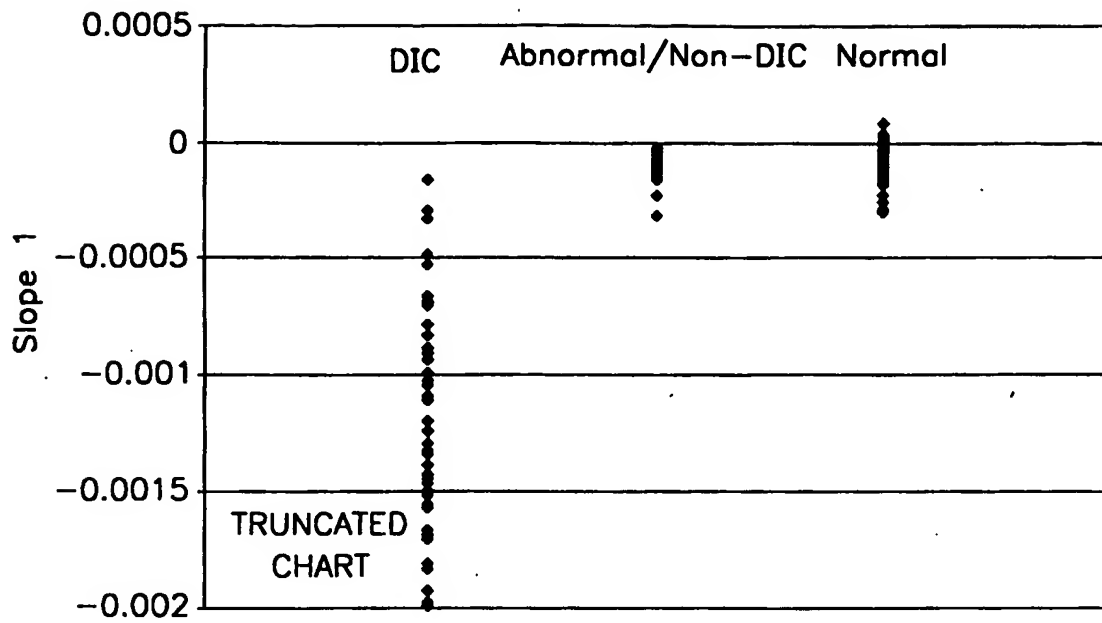 0.0005
DIC Abnormal/Non-DIC Normal
0
Slope 1
-0.0005
-0.001
-0.0015
TRUNCATED
CHART
-0.002